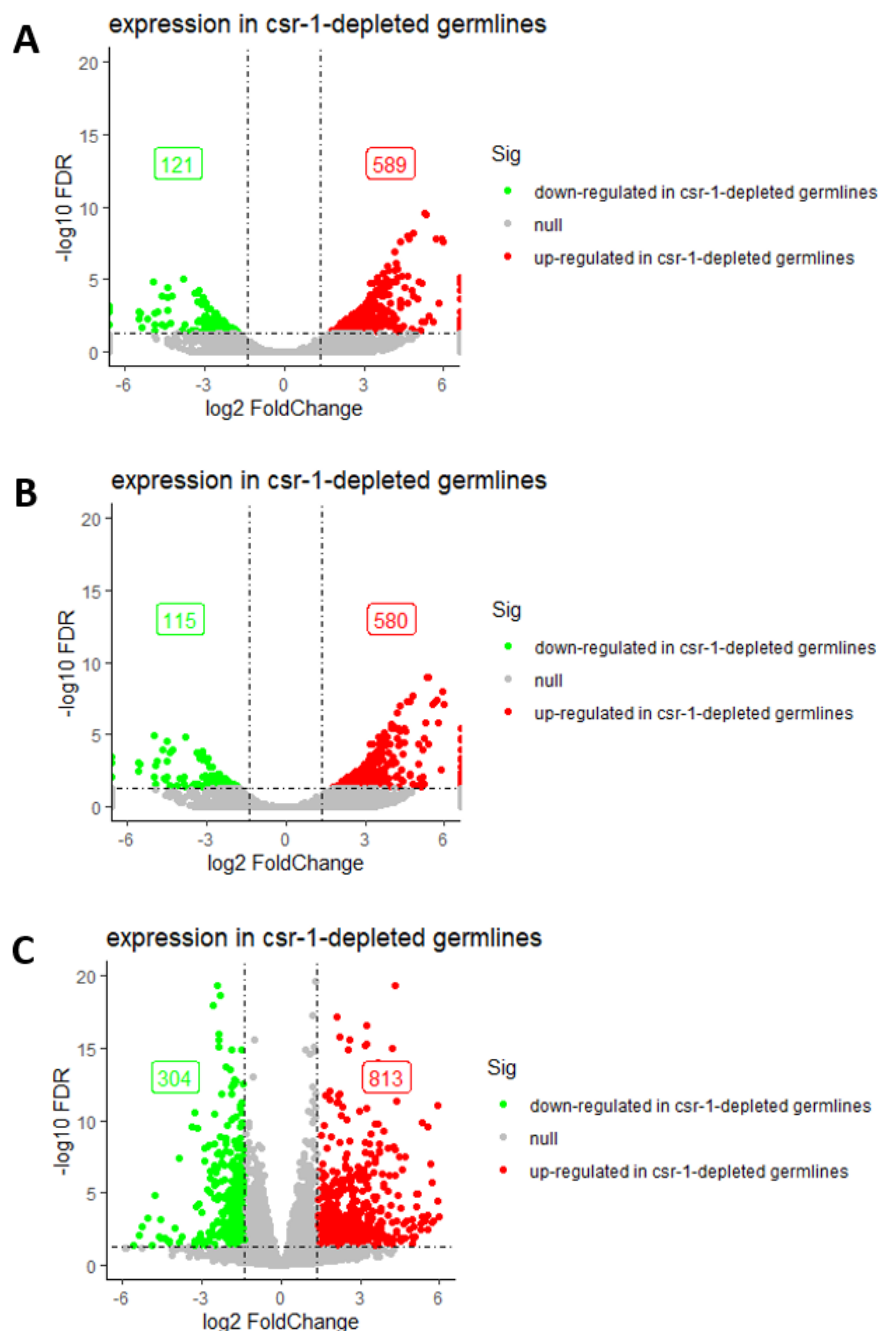 A
expression in csr-1-depleted germlines
20
15
10
5
0
-log10 FDR
121
589
-6 -3 0 3 6
log2 FoldChange
Sig
down-regulated in csr-1-depleted germlines
null
up-regulated in csr-1-depleted germlines
B
expression in csr-1-depleted germlines
20
15
10
5
0
-log10 FDR
115
580
-6 -3 0 3 6
log2 FoldChange
Sig
down-regulated in csr-1-depleted germlines
null
up-regulated in csr-1-depleted germlines
C
expression in csr-1-depleted germlines
20
15
10
5
0
-log10 FDR
304
813
-6 -3 0 3 6
log2 FoldChange
Sig
down-regulated in csr-1-depleted germlines
null
up-regulated in csr-1-depleted germlines